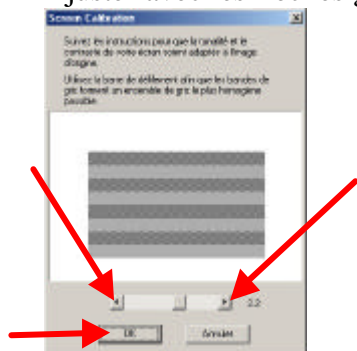 Screen Calibration
Suivez les instructions pour que la tonalité et le
contraste de votre écran soient adaptés à l'image
d'origine.
Utilisez la barre de défilement afin que les bandes de
gris forment un ensemble de gris le plus homogène
possible.
2.2
OK
Annuler